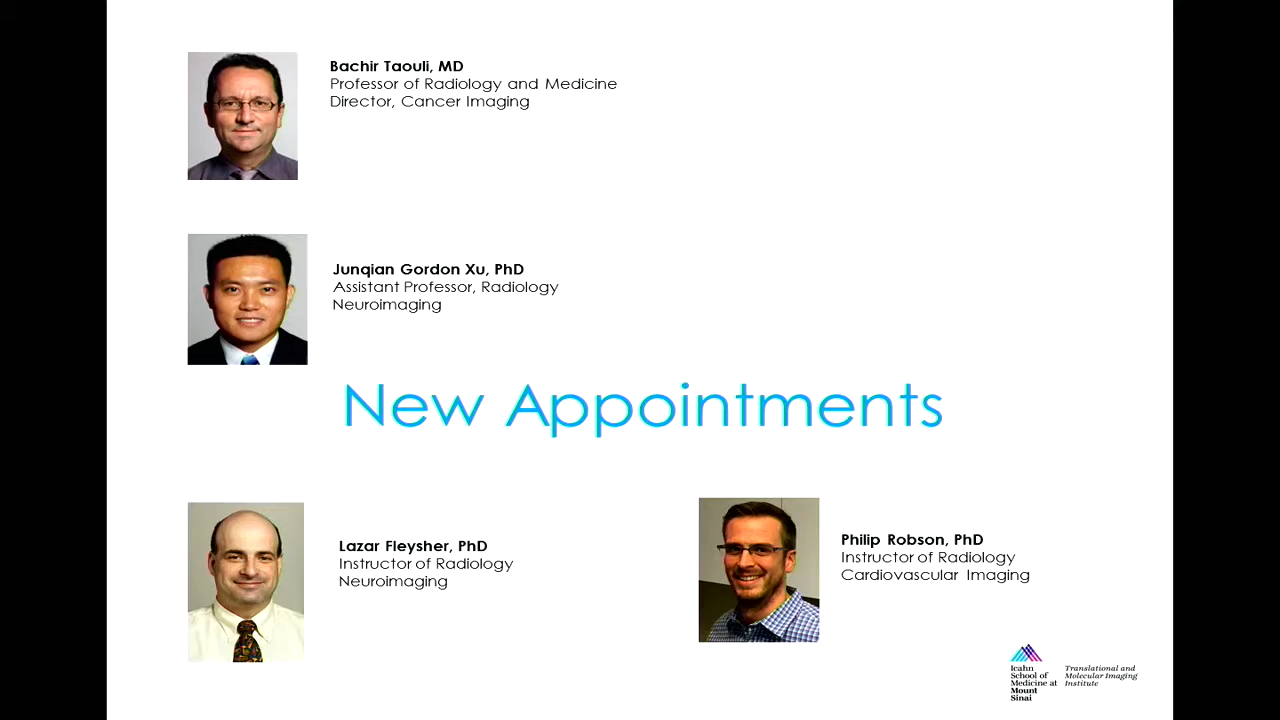 Bachir Taouli, MD
Professor of Radiology and Medicine
Director, Cancer Imaging
Junqian Gordon Xu, PhD
Assistant Professor, Radiology
Neuroimaging
New Appointments
Lazar Fleysher, PhD
Instructor of Radiology
Neuroimaging
Philip Robson, PhD
Instructor of Radiology
Cardiovascular Imaging
Icahn
School of
Medicine at
Mount
Sinai
Translational and
Molecular Imaging
Institute